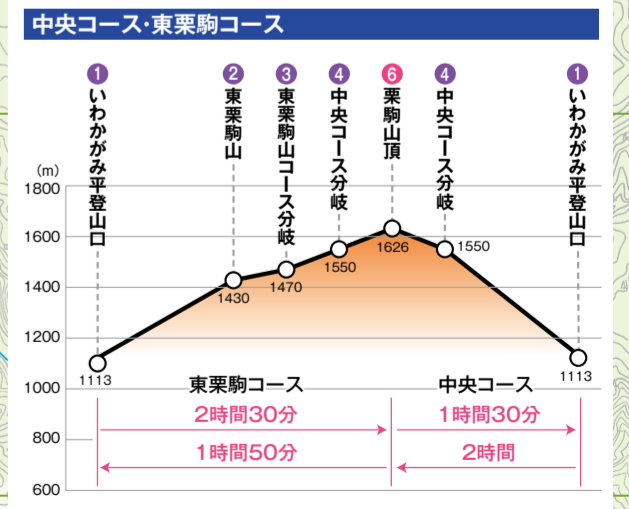 中央コース・東栗駒コース
1
いわかがみ平登山口
2
東栗駒山
3
東栗駒山コース分岐
4
中央コース分岐
6
栗駒山頂
4
中央コース分岐
1
いわかがみ平登山口
(m)
1800
1600
1400
1200
1000
800
600
1113
1430
1470
1550
1626
1550
1113
東栗駒コース
中央コース
2時間30分
1時間30分
1時間50分
2時間